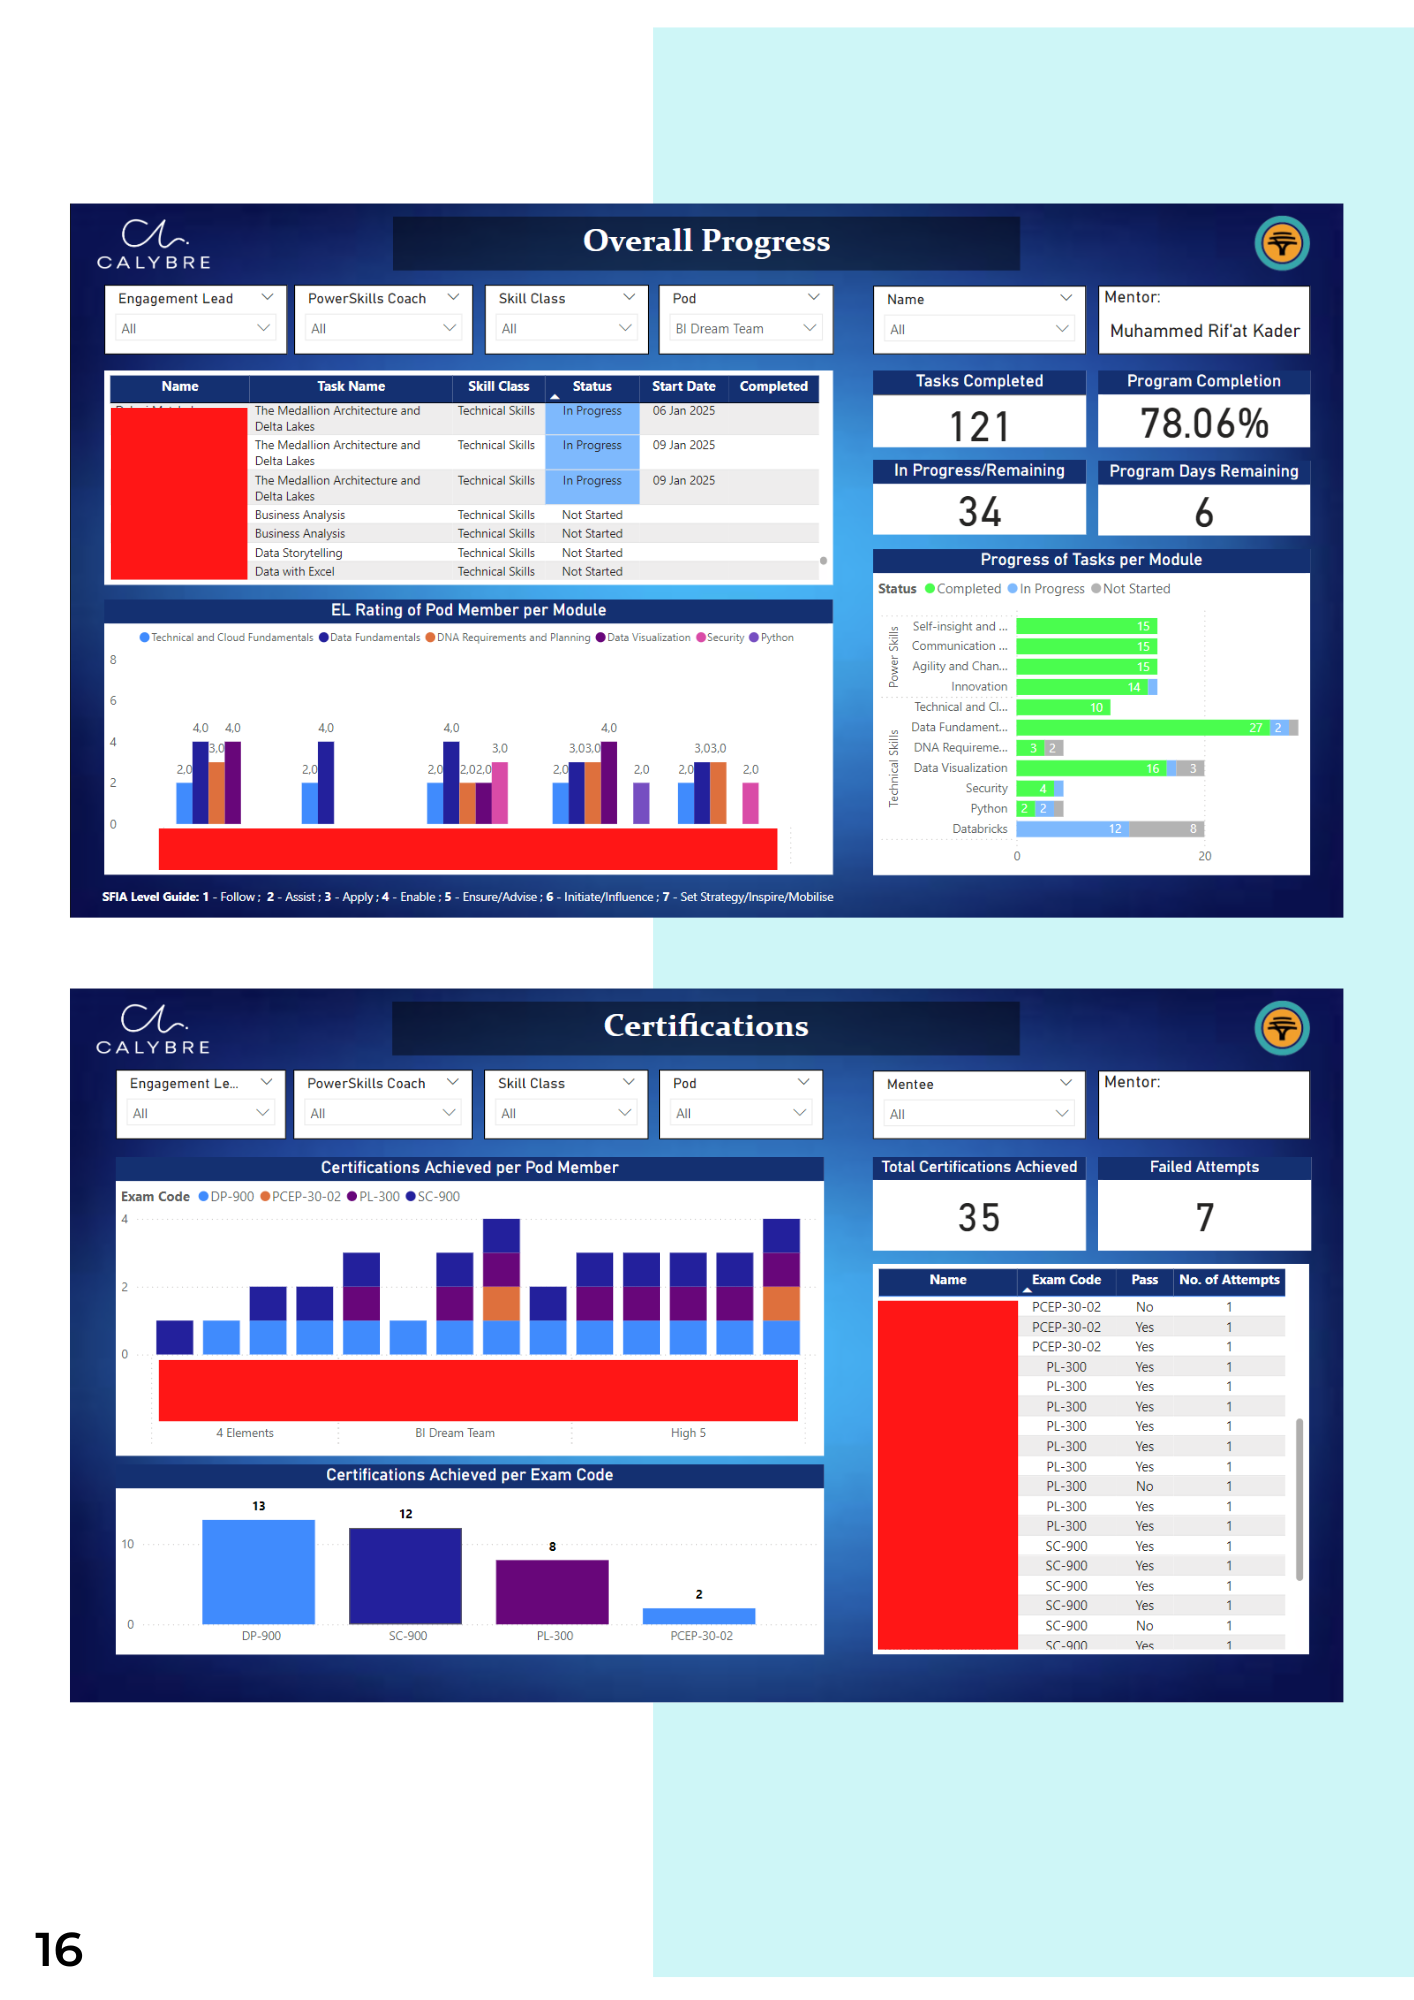 CALYBRE
Overall Progress
Engagement Lead
All
PowerSkills Coach
All
Skill Class
All
Pod
BI Dream Team
Name
All
Mentor:
Muhammed Rif'at Kader
Name Task Name Skill Class Status Start Date Completed
The Medallion Architecture and Delta Lakes Technical Skills In Progress 06 Jan 2025
The Medallion Architecture and Delta Lakes Technical Skills In Progress 09 Jan 2025
The Medallion Architecture and Delta Lakes Technical Skills In Progress 09 Jan 2025
Business Analysis Technical Skills Not Started
Business Analysis Technical Skills Not Started
Data Storytelling Technical Skills Not Started
Data with Excel Technical Skills Not Started
Tasks Completed
121
Program Completion
78.06%
In Progress/Remaining
34
Program Days Remaining
6
EL Rating of Pod Member per Module
Technical and Cloud Fundamentals Data Fundamentals DNA Requirements and Planning Data Visualization Security Python
8
6
4
2
0
2,0 4,0 3,0 4,0
2,0 4,0
2,0 4,0 2,0 2,0 3,0
2,0 3,0 3,0 4,0 2,0
2,0 3,0 3,0 2,0
SFIA Level Guide: 1 - Follow ; 2 - Assist ; 3 - Apply ; 4 - Enable ; 5 - Ensure/Advise ; 6 - Initiate/Influence ; 7 - Set Strategy/Inspire/Mobilise
Progress of Tasks per Module
Status Completed In Progress Not Started
Power Skills
Self-insight and ... 15
Communication ... 15
Agility and Chan... 15
Innovation 14
Technical Skills
Technical and Cl... 10
Data Fundament... 27 2
DNA Requireme... 3 2
Data Visualization 16 3
Security 4
Python 2 2
Databricks 12 8
0 20
CALYBRE
Certifications
Engagement Le...
All
PowerSkills Coach
All
Skill Class
All
Pod
All
Mentee
All
Mentor:
Certifications Achieved per Pod Member
Exam Code DP-900 PCEP-30-02 PL-300 SC-900
4
2
0
4 Elements BI Dream Team High 5
Total Certifications Achieved
35
Failed Attempts
7
Certifications Achieved per Exam Code
10
0
13 12 8 2
DP-900 SC-900 PL-300 PCEP-30-02
Name Exam Code Pass No. of Attempts
PCEP-30-02 No 1
PCEP-30-02 Yes 1
PCEP-30-02 Yes 1
PL-300 Yes 1
PL-300 Yes 1
PL-300 Yes 1
PL-300 Yes 1
PL-300 Yes 1
PL-300 Yes 1
PL-300 No 1
PL-300 Yes 1
PL-300 Yes 1
SC-900 Yes 1
SC-900 Yes 1
SC-900 Yes 1
SC-900 Yes 1
SC-900 No 1
SC-900 Yes 1
16